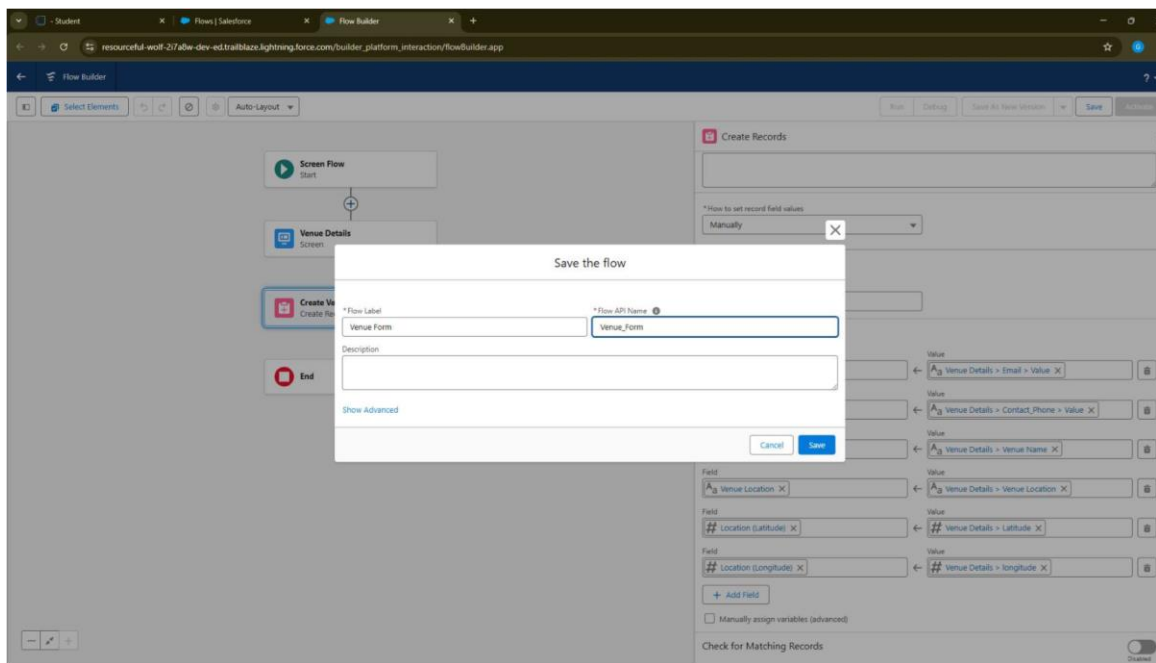 - Student
Flows | Salesforce
Flow Builder
resourceful-wolf-2i7a8w-dev-ed.trailblaze.lightning.force.com/builder_platform_interaction/flowBuilder.app
Flow Builder
?
Select Elements
Auto-Layout
Run
Debug
Save As New Version
Save
Activate
Create Records
Screen Flow
Start
*How to set record field values
Manually
Venue Details
Screen
Save the flow
Create Ve
Create Re
*Flow Label
*Flow API Name
Venue Form
Venue_Form
Description
Show Advanced
Cancel
Save
End
Value
Aa Venue Details > Email > Value
Value
Aa Venue Details > Contact_Phone > Value
Value
Aa Venue Details > Venue Name
Field
Value
Aa Venue Location
Aa Venue Details > Venue Location
Field
Value
# Location (Latitude)
# Venue Details > Latitude
Field
Value
# Location (Longitude)
# Venue Details > longitude
+ Add Field
Manually assign variables (advanced)
Check for Matching Records
Disabled